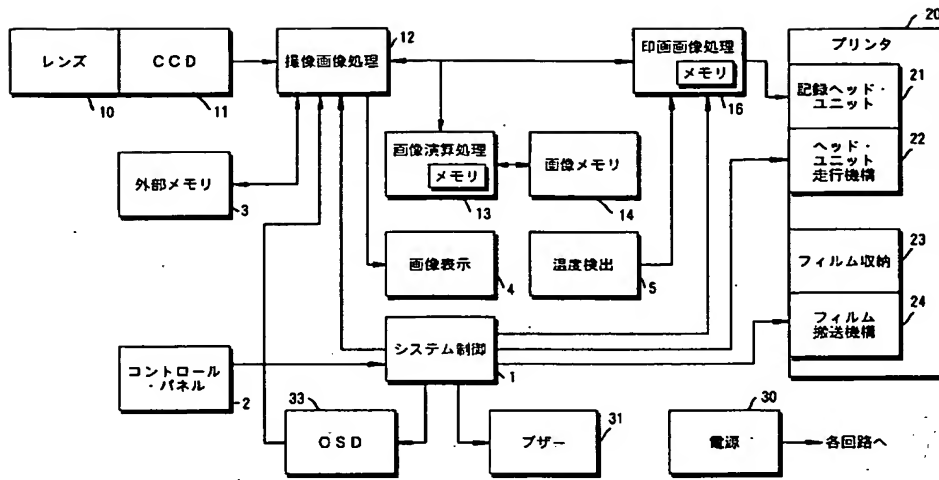 20
プリンタ
12
16
レンズ
CCD
撮像画像処理
印画画像処理
メモリ
記録ヘッド・
ユニット
21
10
11
ヘッド・
ユニット
走行機構
22
外部メモリ
3
画像演算処理
メモリ
13
画像メモリ
14
画像表示
4
温度検出
5
フィルム収納
23
フィルム
搬送機構
24
システム制御
1
コントロール
・パネル
2
33
OSD
ブザー
31
30
電源
各回路へ